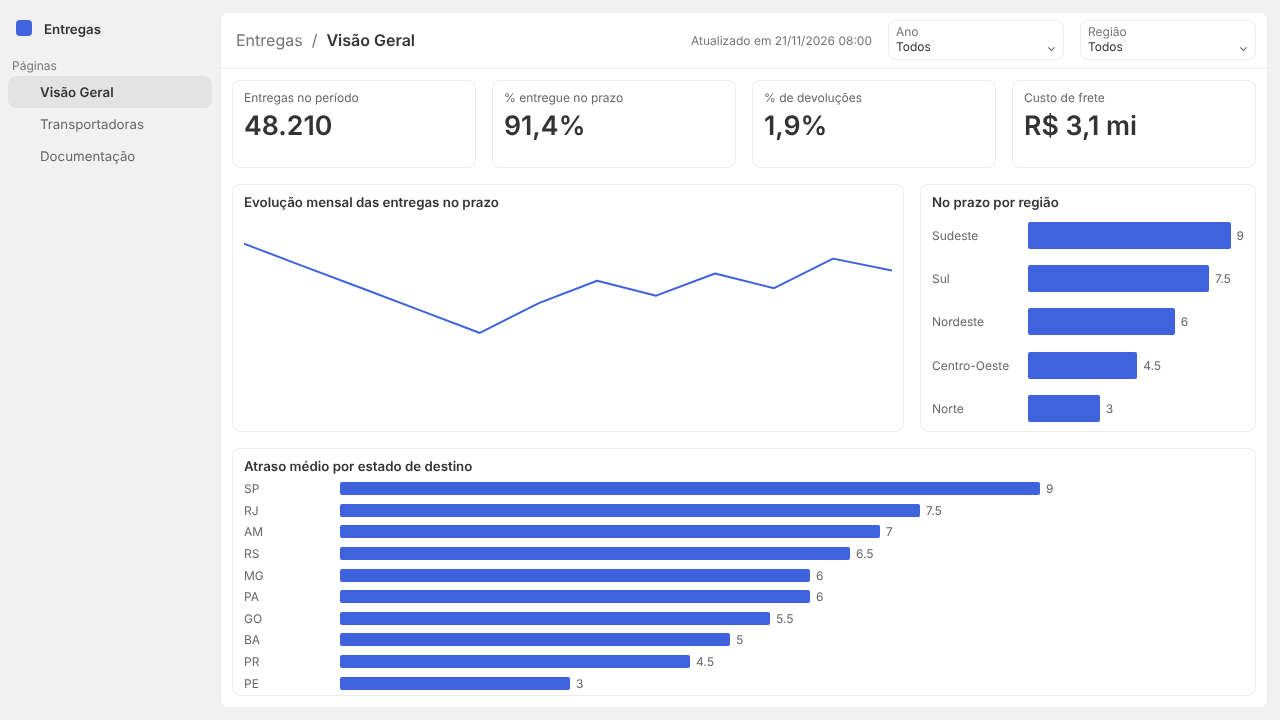 Entregas
Páginas
Visão Geral
Transportadoras
Documentação
Entregas / Visão Geral
Atualizado em 21/11/2026 08:00
Ano
Todos
Região
Todos
Entregas no período
48.210
% entregue no prazo
91,4%
% de devoluções
1,9%
Custo de frete
R$ 3,1 mi
Evolução mensal das entregas no prazo
No prazo por região
Sudeste 9
Sul 7.5
Nordeste 6
Centro-Oeste 4.5
Norte 3
Atraso médio por estado de destino
SP 9
RJ 7.5
AM 7
RS 6.5
MG 6
PA 6
GO 5.5
BA 5
PR 4.5
PE 3